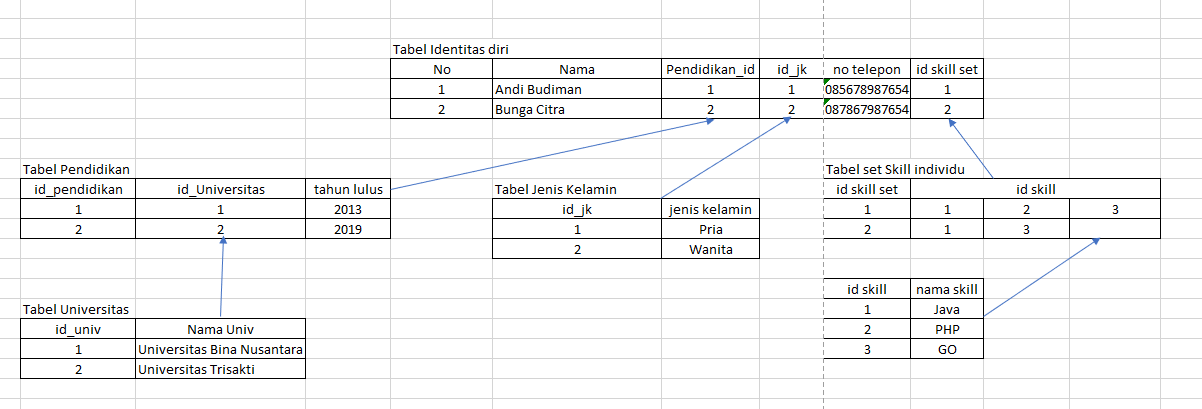 Tabel Identitas diri
No Nama Pendidikan_id id_jk no telepon id skill set
1 Andi Budiman 1 1 085678987654 1
2 Bunga Citra 2 2 087867987654 2
Tabel Pendidikan
id_pendidikan id_Universitas tahun lulus
1 1 2013
2 2 2019
Tabel Jenis Kelamin
id_jk jenis kelamin
1 Pria
2 Wanita
Tabel set Skill individu
id skill set id skill
1 1 2 3
2 1 3
id skill nama skill
1 Java
2 PHP
3 GO
Tabel Universitas
id_univ Nama Univ
1 Universitas Bina Nusantara
2 Universitas Trisakti